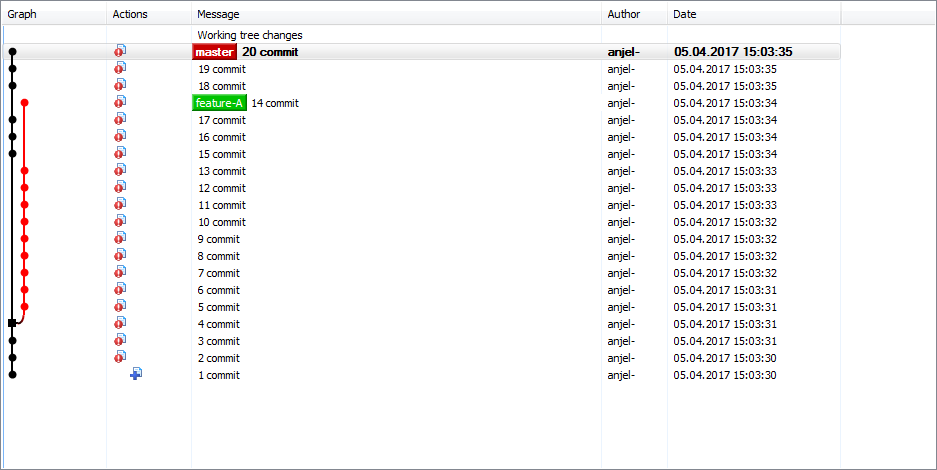 Graph Actions Message Author Date
Working tree changes
master 20 commit anjel- 05.04.2017 15:03:35
19 commit anjel- 05.04.2017 15:03:35
18 commit anjel- 05.04.2017 15:03:35
feature-A 14 commit anjel- 05.04.2017 15:03:34
17 commit anjel- 05.04.2017 15:03:34
16 commit anjel- 05.04.2017 15:03:34
15 commit anjel- 05.04.2017 15:03:34
13 commit anjel- 05.04.2017 15:03:33
12 commit anjel- 05.04.2017 15:03:33
11 commit anjel- 05.04.2017 15:03:33
10 commit anjel- 05.04.2017 15:03:32
9 commit anjel- 05.04.2017 15:03:32
8 commit anjel- 05.04.2017 15:03:32
7 commit anjel- 05.04.2017 15:03:32
6 commit anjel- 05.04.2017 15:03:31
5 commit anjel- 05.04.2017 15:03:31
4 commit anjel- 05.04.2017 15:03:31
3 commit anjel- 05.04.2017 15:03:31
2 commit anjel- 05.04.2017 15:03:30
1 commit anjel- 05.04.2017 15:03:30